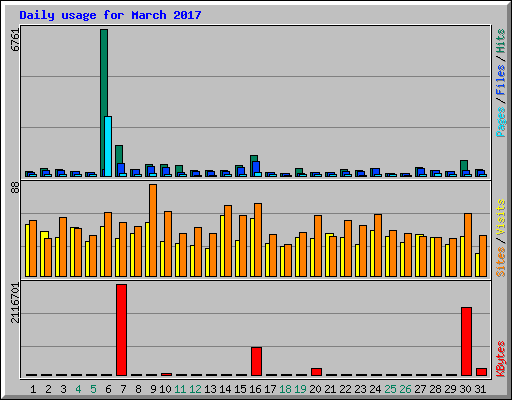 Daily usage for March 2017
6761
Pages / Files / Hits
88
Sites / Visits
2116701
KBytes
1 2 3 4 5 6 7 8 9 10 11 12 13 14 15 16 17 18 19 20 21 22 23 24 25 26 27 28 29 30 31